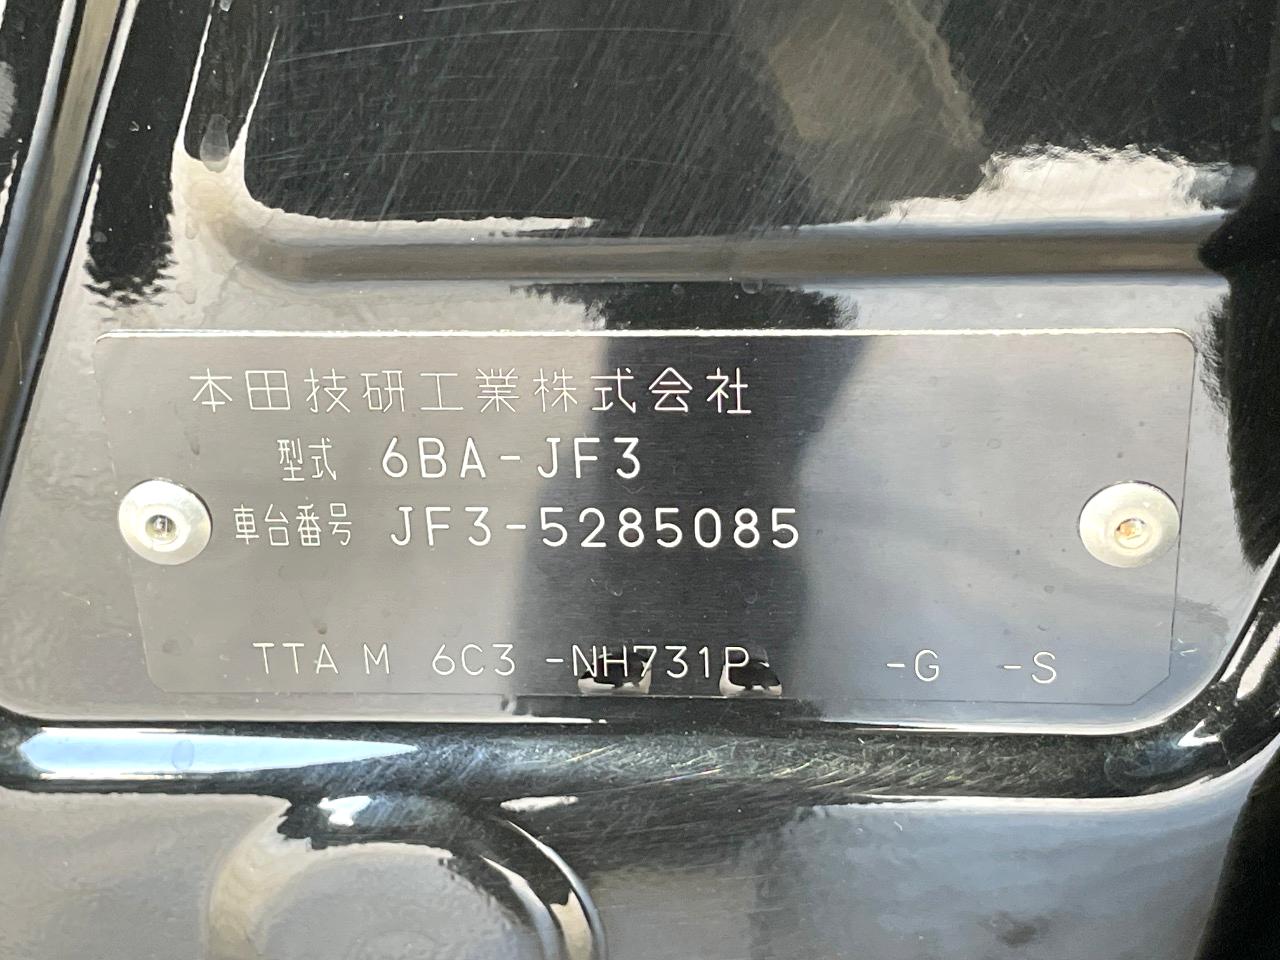 本田技研工業株式会社
型式 6BA-JF3
車台番号 JF3-5285085
TTA M 6C3 -NH731P -G -S